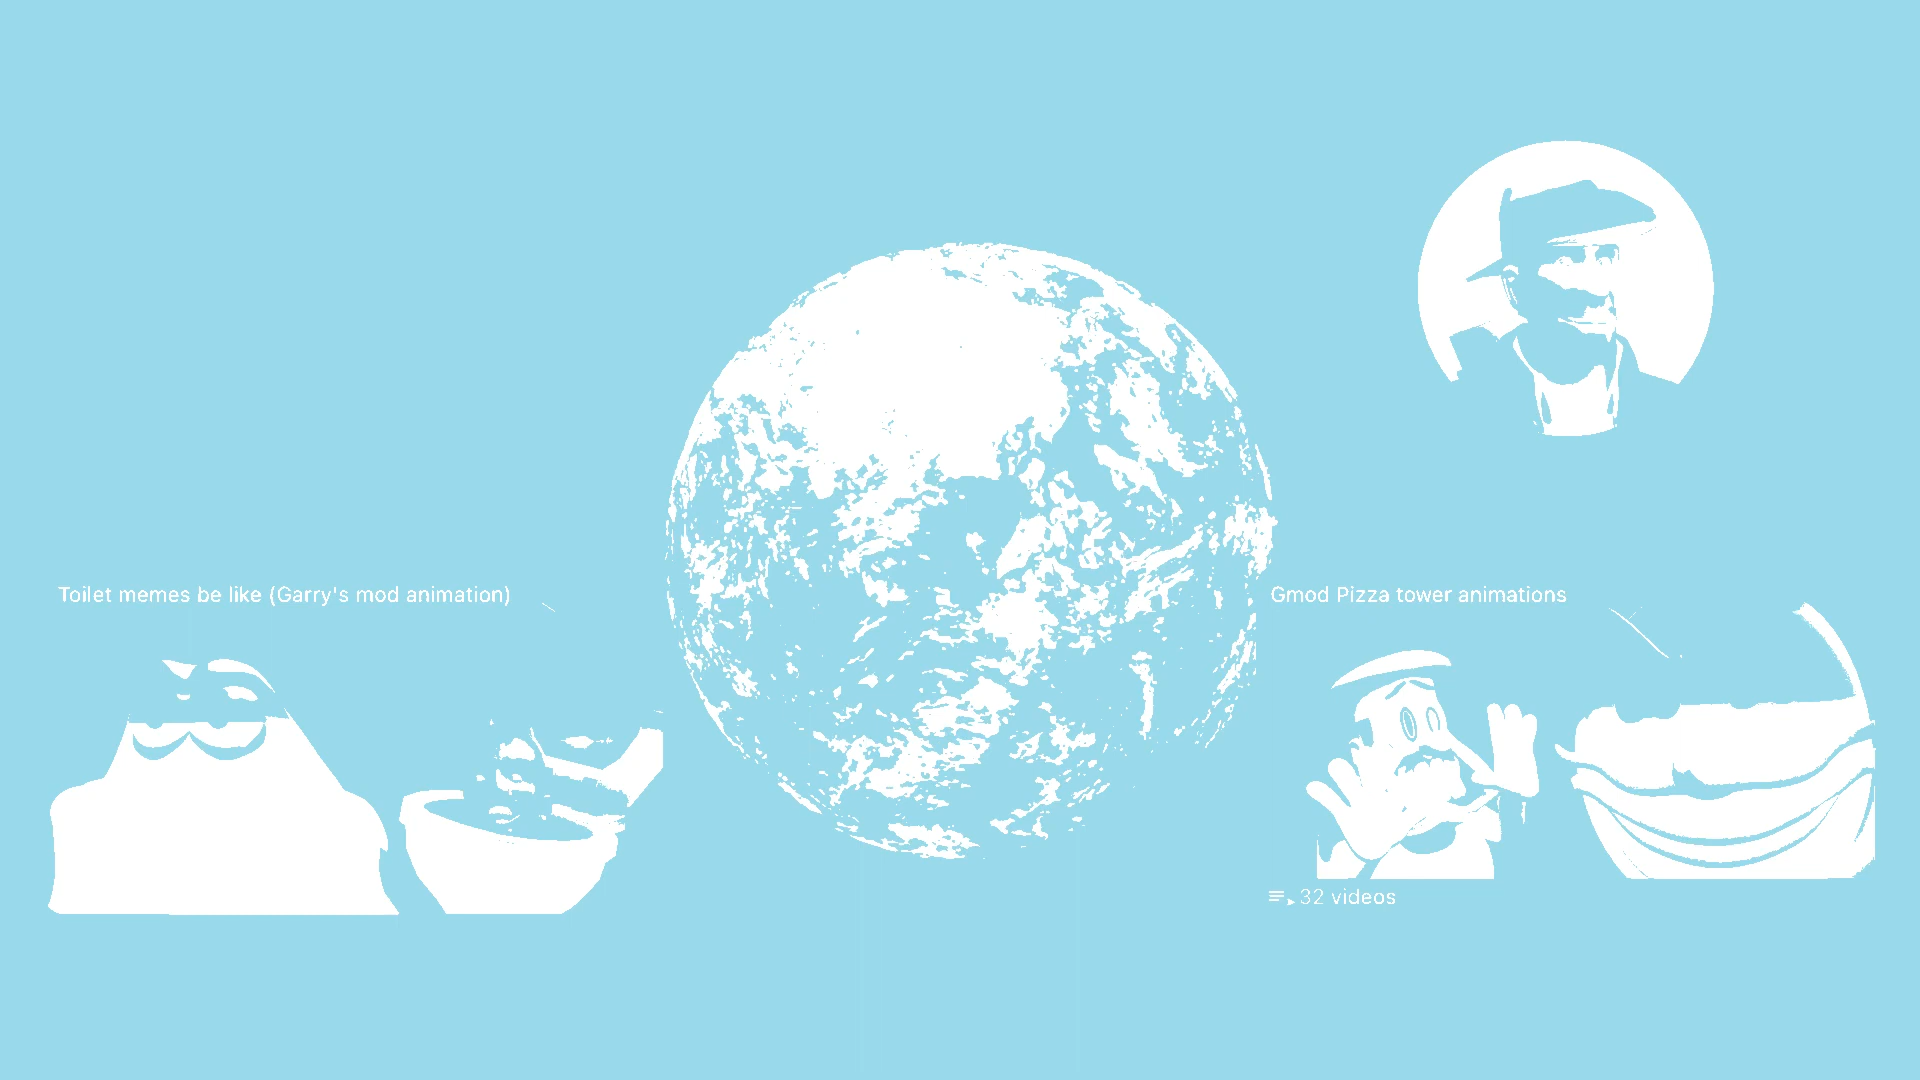 Toilet memes be like (Garry's mod animation)
Gmod Pizza tower animations
32 videos